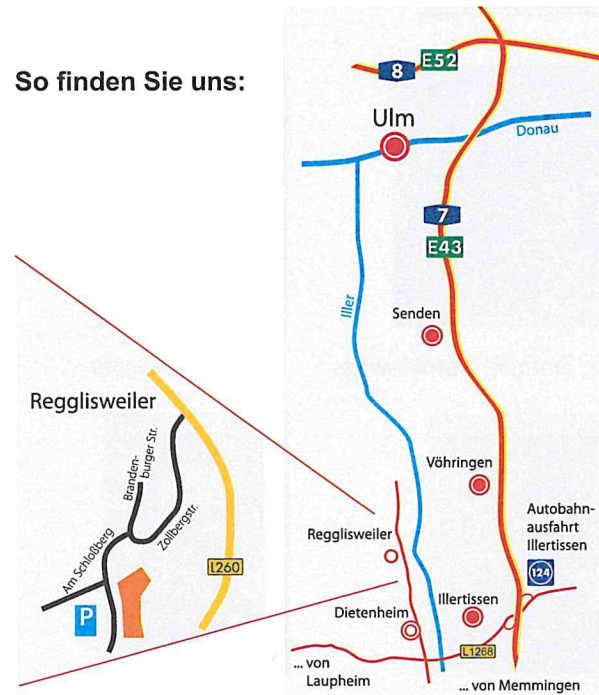 So finden Sie uns:
8
E52
Ulm
Donau
7
E43
Iller
Senden
Vöhringen
Autobahn-
ausfahrt
Illertissen
124
Regglisweiler
Dietenheim
Illertissen
L1268
... von
Laupheim
... von Memmingen
Regglisweiler
Branden-
burger Str.
Zollbergstr.
Am Schloßberg
L260
P